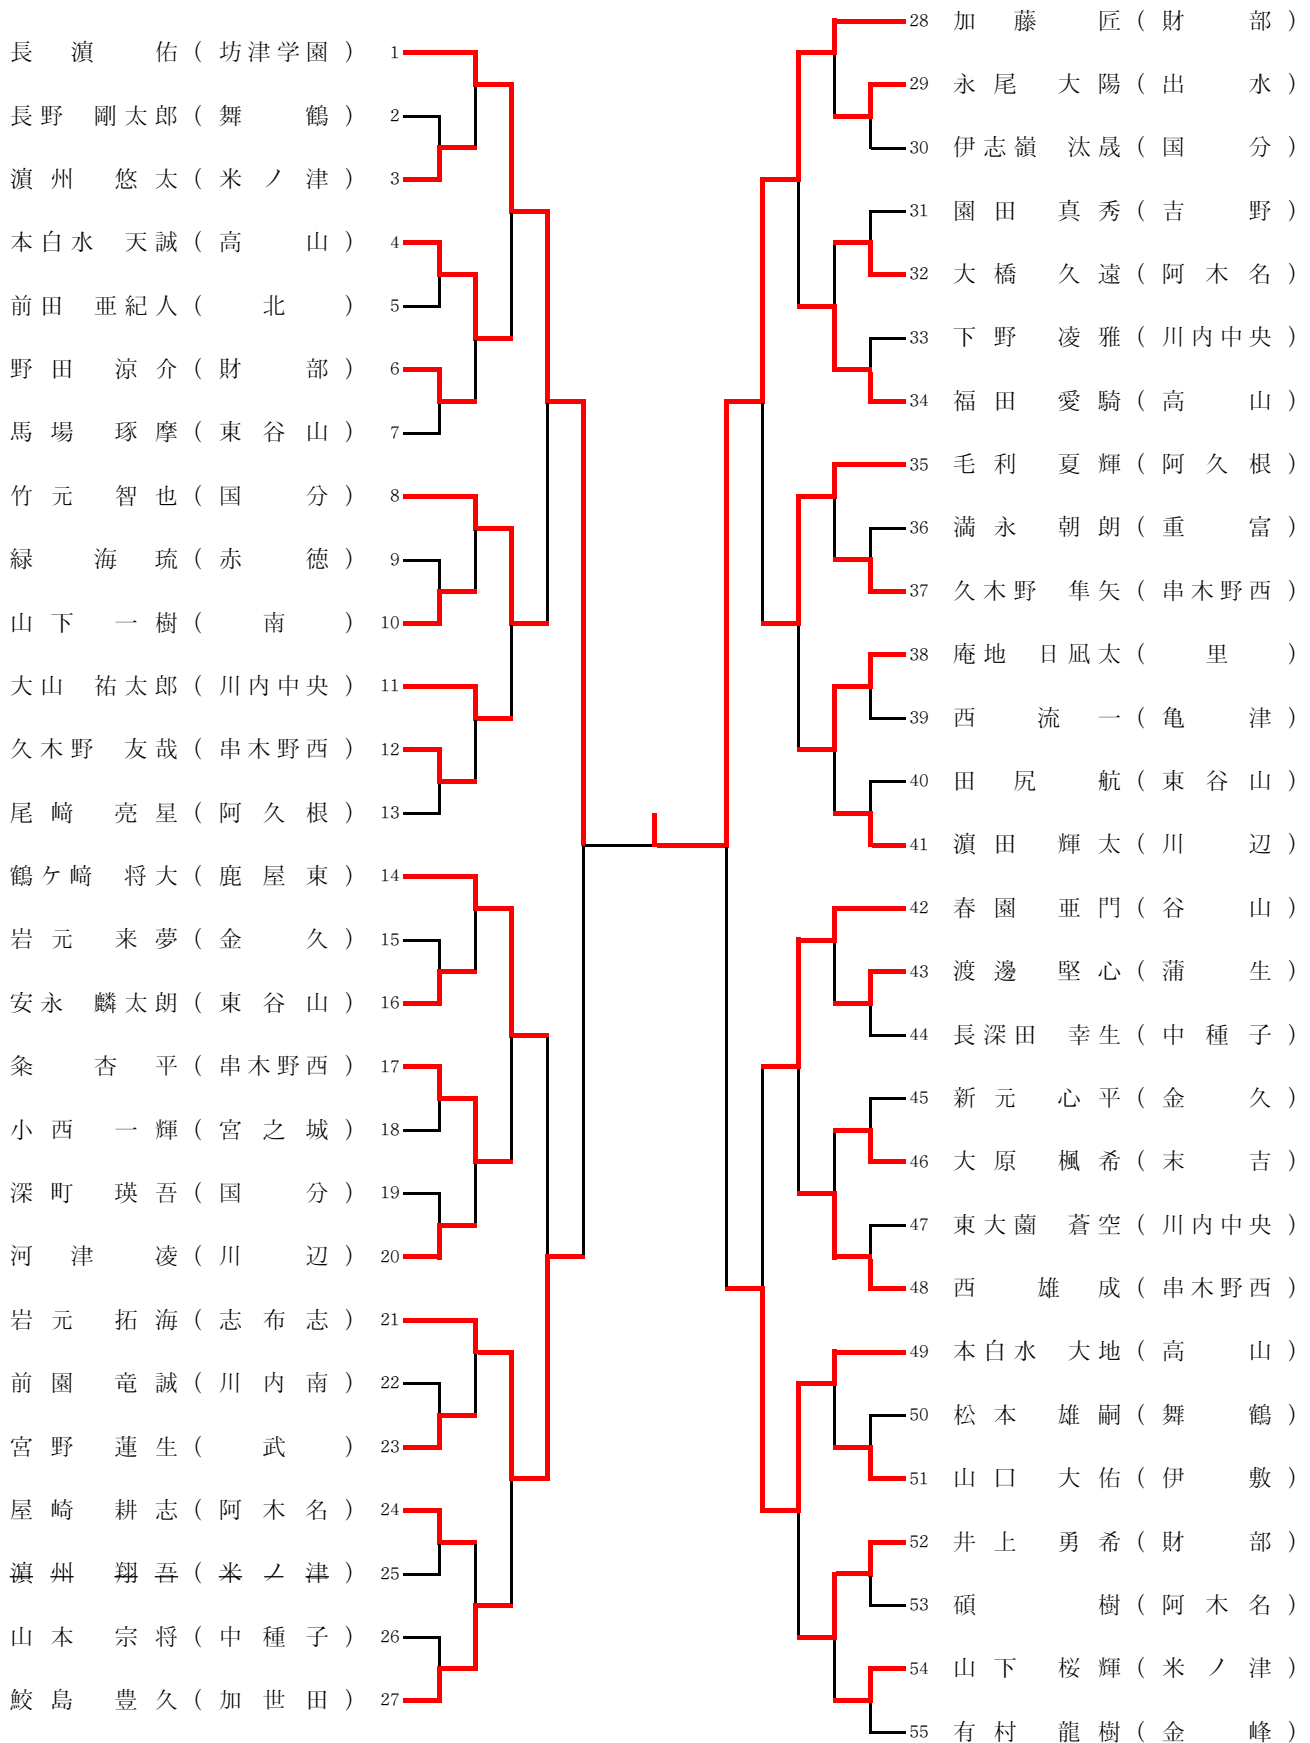 長濵 佑 ( 坊津学園 ) 1
長野 剛太郎 ( 舞鶴 ) 2
濵州 悠太 ( 米ノ津 ) 3
本白水 天誠 ( 高山 ) 4
前田 亜紀人 ( 北 ) 5
野田 涼介 ( 財部 ) 6
馬場 琢摩 ( 東谷山 ) 7
竹元 智也 ( 国分 ) 8
緑 海琉 ( 赤徳 ) 9
山下 一樹 ( 南 ) 10
大山 祐太郎 ( 川内中央 ) 11
久木野 友哉 ( 串木野西 ) 12
尾﨑 亮星 ( 阿久根 ) 13
鶴ケ﨑 将大 ( 鹿屋東 ) 14
岩元 来夢 ( 金久 ) 15
安永 麟太朗 ( 東谷山 ) 16
粂 杏平 ( 串木野西 ) 17
小西 一輝 ( 宮之城 ) 18
深町 瑛吾 ( 国分 ) 19
河津 凌 ( 川辺 ) 20
岩元 拓海 ( 志布志 ) 21
前園 竜誠 ( 川内南 ) 22
宮野 蓮生 ( 武 ) 23
屋崎 耕志 ( 阿木名 ) 24
濵州 翔吾 ( 米ノ津 ) 25
山本 宗将 ( 中種子 ) 26
鮫島 豊久 ( 加世田 ) 27
28 加藤 匠 ( 財部 )
29 永尾 大陽 ( 出水 )
30 伊志嶺 汰晟 ( 国分 )
31 園田 真秀 ( 吉野 )
32 大橋 久遠 ( 阿木名 )
33 下野 凌雅 ( 川内中央 )
34 福田 愛騎 ( 高山 )
35 毛利 夏輝 ( 阿久根 )
36 満永 朝朗 ( 重富 )
37 久木野 隼矢 ( 串木野西 )
38 庵地 日凪太 ( 里 )
39 西 流一 ( 亀津 )
40 田尻 航 ( 東谷山 )
41 濵田 輝太 ( 川辺 )
42 春園 亜門 ( 谷山 )
43 渡邊 堅心 ( 蒲生 )
44 長深田 幸生 ( 中種子 )
45 新元 心平 ( 金久 )
46 大原 楓希 ( 末吉 )
47 東大薗 蒼空 ( 川内中央 )
48 西 雄成 ( 串木野西 )
49 本白水 大地 ( 高山 )
50 松本 雄嗣 ( 舞鶴 )
51 山口 大佑 ( 伊敷 )
52 井上 勇希 ( 財部 )
53 碩 樹 ( 阿木名 )
54 山下 桜輝 ( 米ノ津 )
55 有村 龍樹 ( 金峰 )